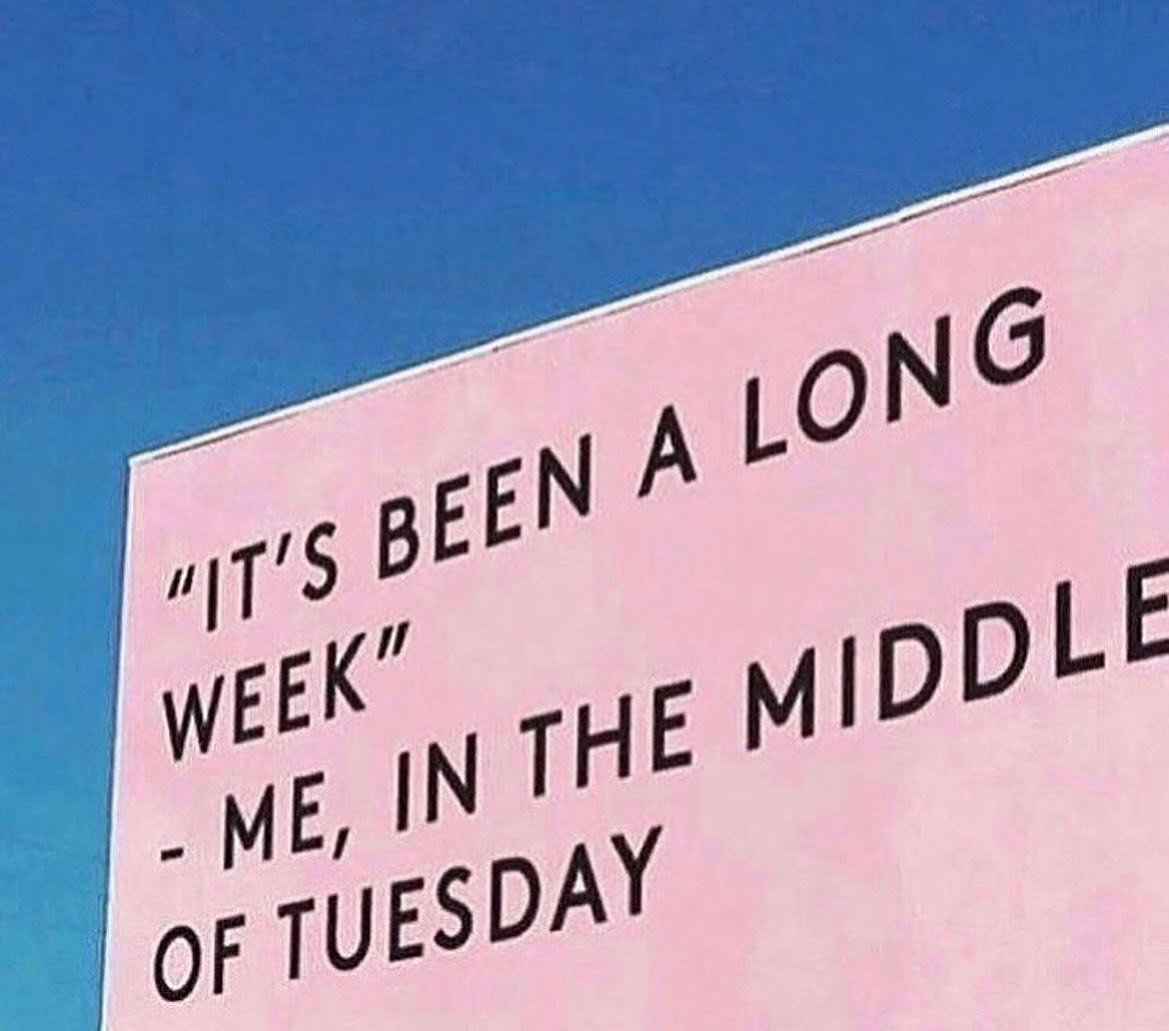 “IT’S BEEN A LONG
WEEK”
- ME, IN THE MIDDLE
OF TUESDAY